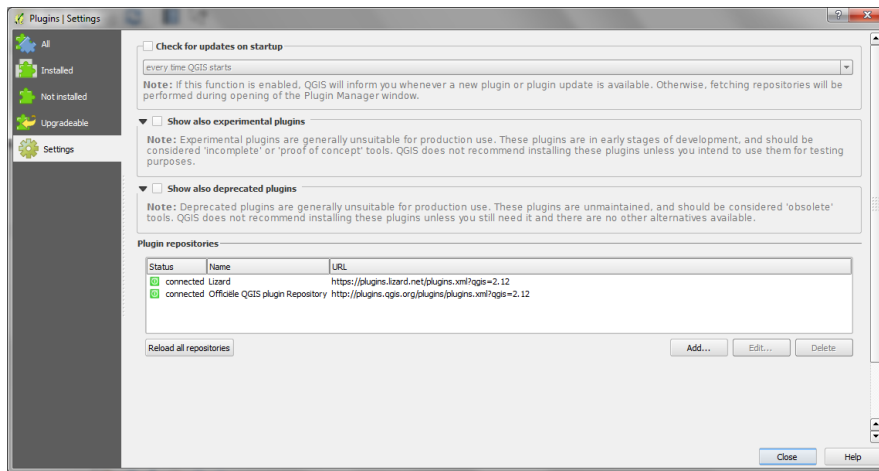 Plugins | Settings
All
Installed
Not installed
Upgradeable
Settings
Check for updates on startup
every time QGIS starts
Note: If this function is enabled, QGIS will inform you whenever a new plugin or plugin update is available. Otherwise, fetching repositories will be
performed during opening of the Plugin Manager window.
Show also experimental plugins
Note: Experimental plugins are generally unsuitable for production use. These plugins are in early stages of development, and should be
considered 'incomplete' or 'proof of concept' tools. QGIS does not recommend installing these plugins unless you intend to use them for testing
purposes.
Show also deprecated plugins
Note: Deprecated plugins are generally unsuitable for production use. These plugins are unmaintained, and should be considered 'obsolete'
tools. QGIS does not recommend installing these plugins unless you still need it and there are no other alternatives available.
Plugin repositories
Status Name URL
connected Lizard https://plugins.lizard.net/plugins.xml?qgis=2.12
connected Officiële QGIS plugin Repository http://plugins.qgis.org/plugins/plugins.xml?qgis=2.12
Reload all repositories Add... Edit... Delete
Close Help